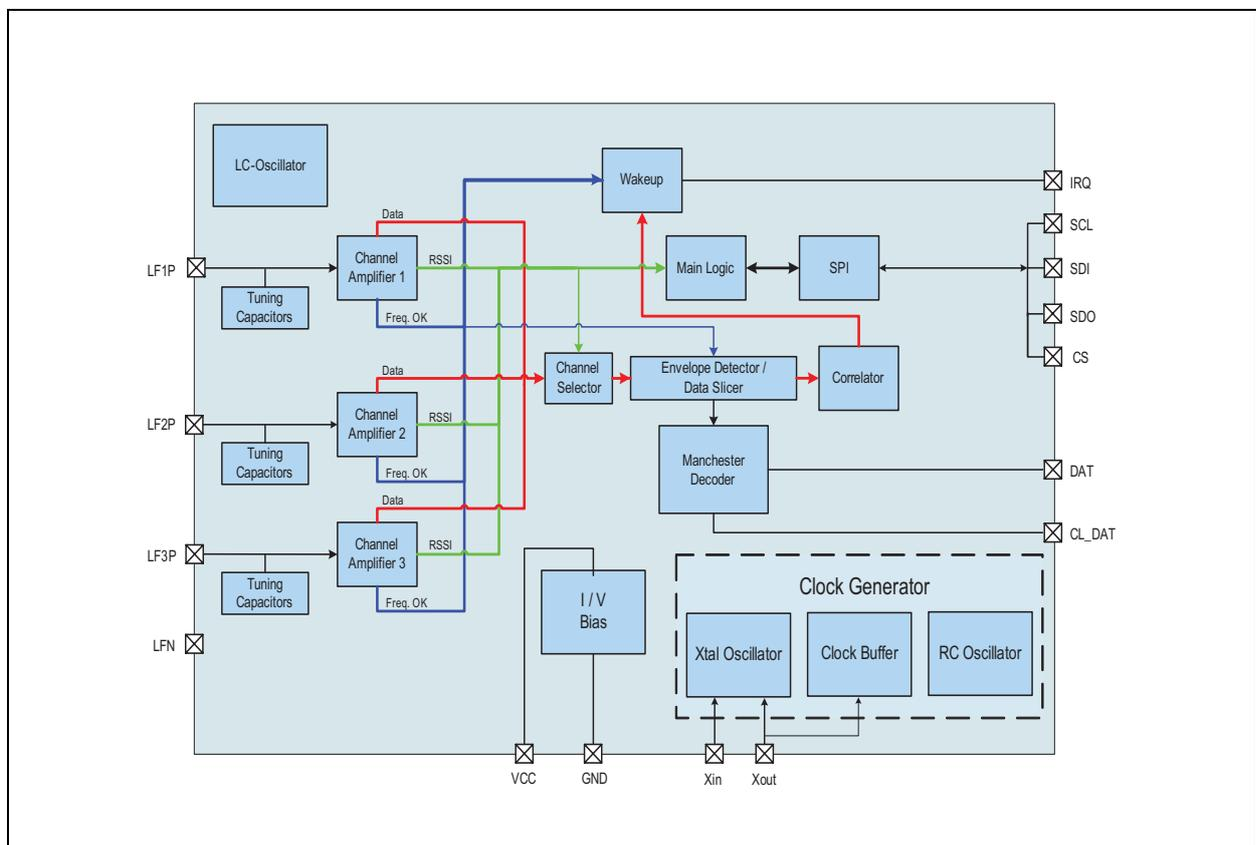 LC-Oscillator
Wakeup
IRQ
Data
SCL
LF1P
Channel
Amplifier 1
RSSI
Main Logic
SPI
SDI
Tuning
Capacitors
Freq. OK
SDO
Channel
Selector
Envelope Detector /
Data Slicer
Correlator
CS
Data
LF2P
Channel
Amplifier 2
RSSI
Tuning
Capacitors
Freq. OK
Manchester
Decoder
DAT
Data
CL_DAT
LF3P
Channel
Amplifier 3
RSSI
Tuning
Capacitors
Freq. OK
I / V
Bias
Clock Generator
LFN
Xtal Oscillator
Clock Buffer
RC Oscillator
VCC
GND
Xin
Xout